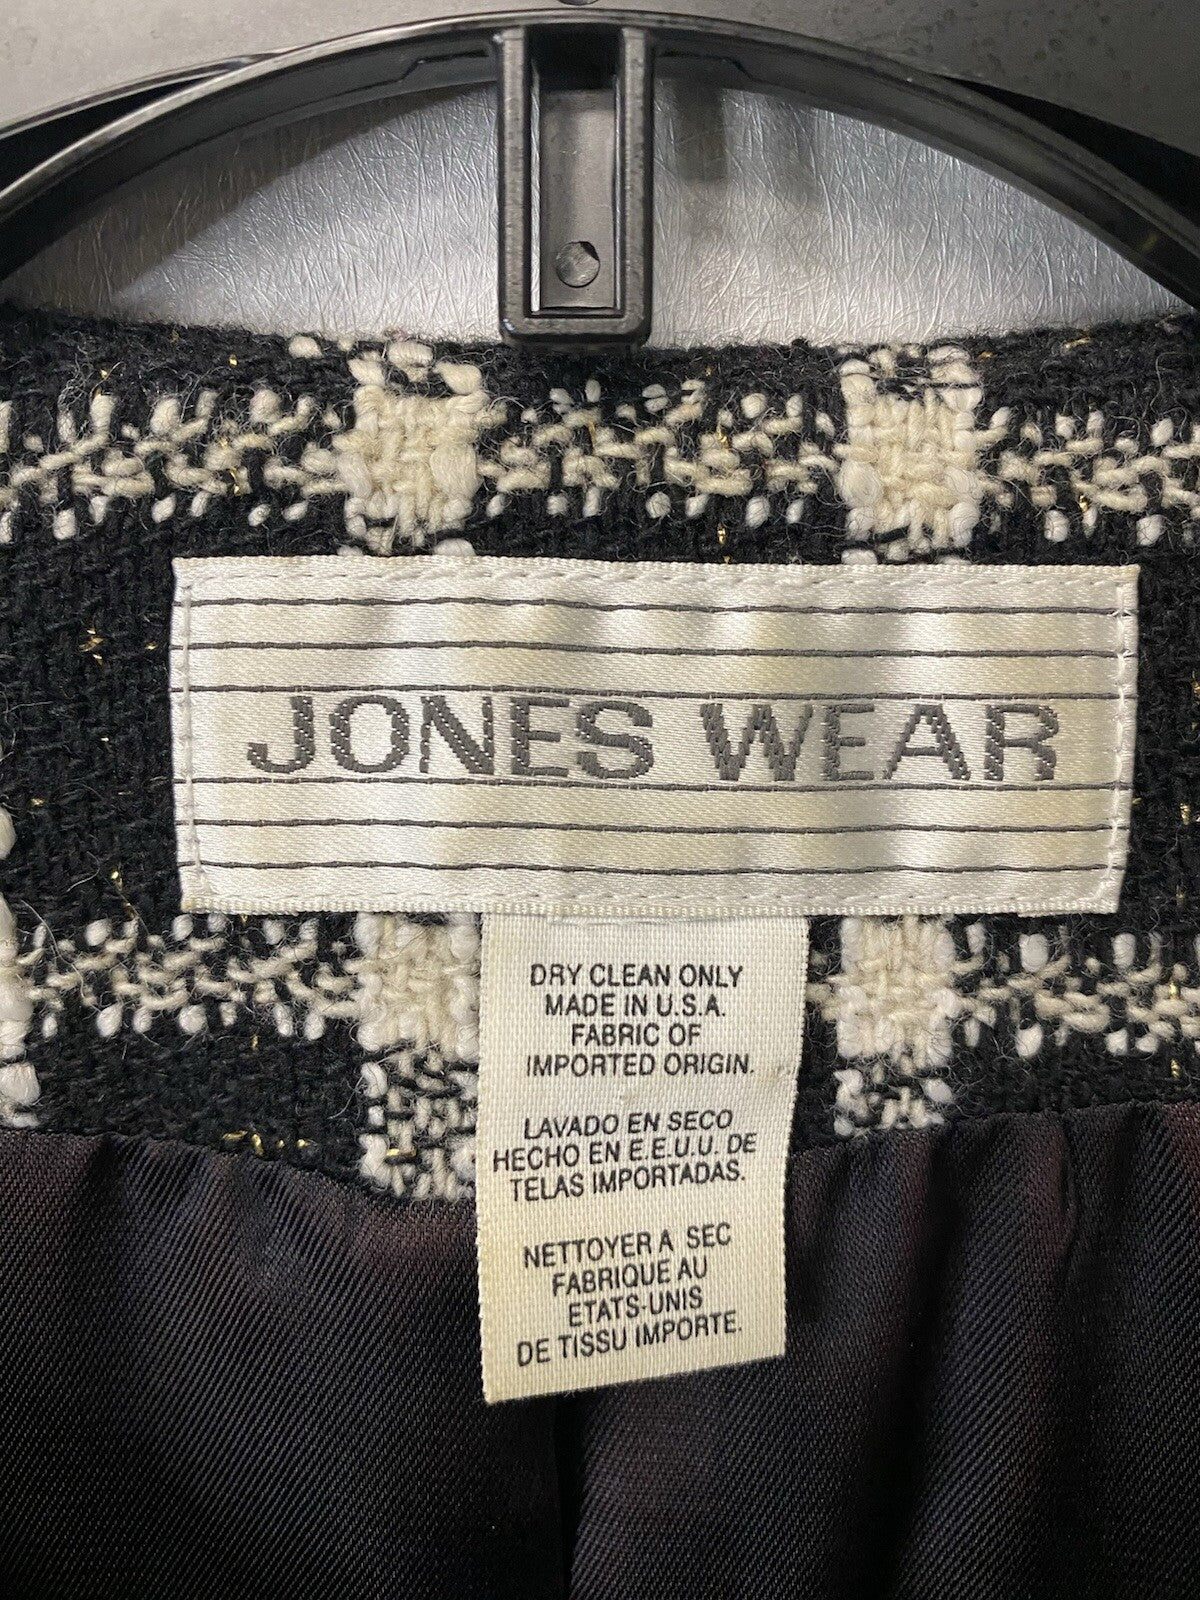 JONES WEAR
DRY CLEAN ONLY
MADE IN U.S.A.
FABRIC OF
IMPORTED ORIGIN.
LAVADO EN SECO
HECHO EN E.E.U.U. DE
TELAS IMPORTADAS.
NETTOYER A SEC
FABRIQUE AU
ETATS-UNIS
DE TISSU IMPORTE.